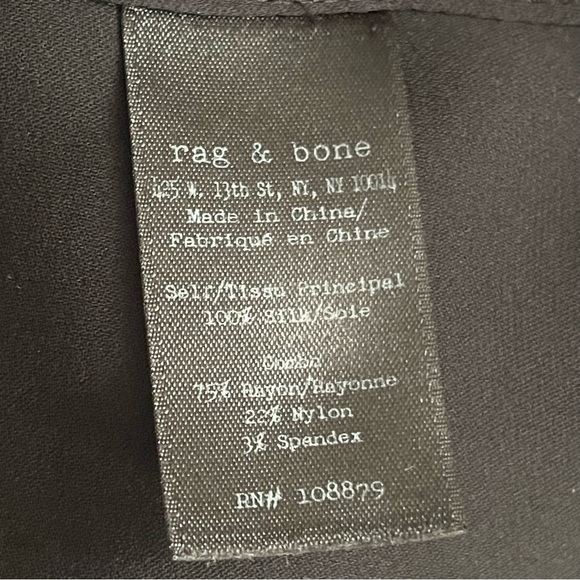 rag & bone
425 W. 13th St, NY, NY 10014
Made in China/
Fabriqué en Chine
Self/Tissu Principal
100% Silk/Soie
Combo
75% Rayon/Rayonne
22% Nylon
3% Spandex
RN# 108879